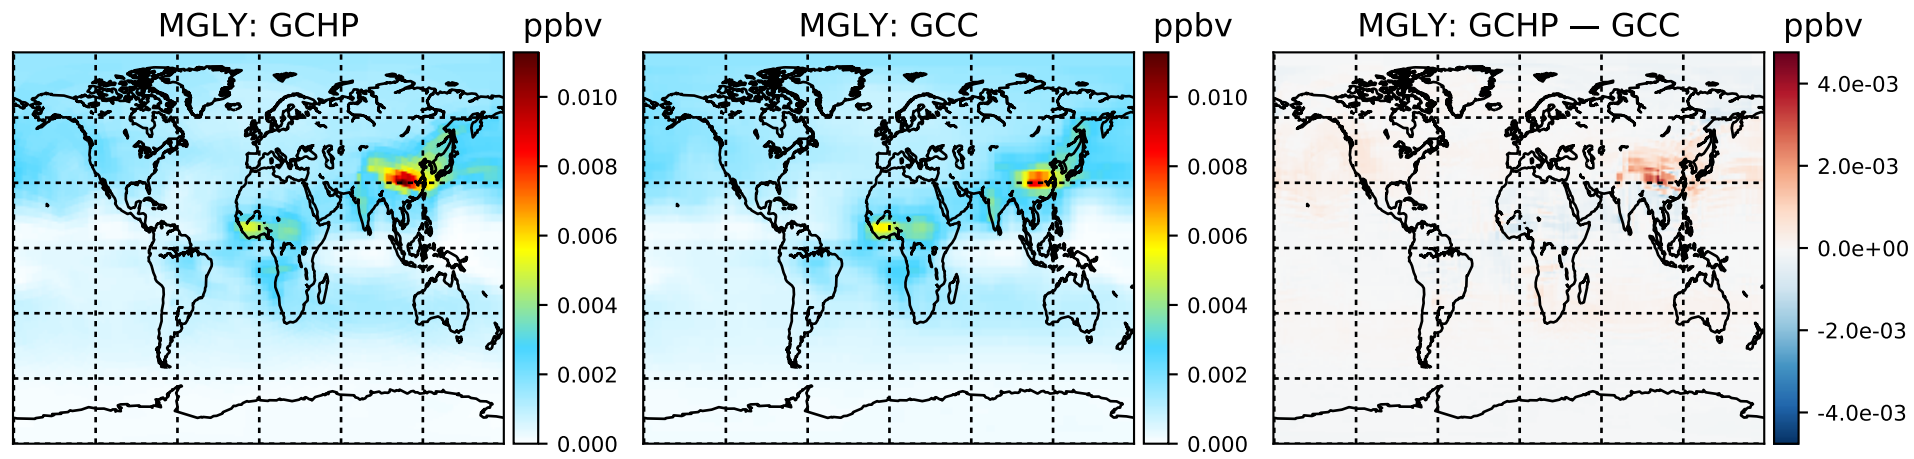 MGLY: GCHP
ppbv
0.010
0.008
0.006
0.004
0.002
0.000
MGLY: GCC
ppbv
0.010
0.008
0.006
0.004
0.002
0.000
MGLY: GCHP — GCC
ppbv
4.0e-03
2.0e-03
0.0e+00
-2.0e-03
-4.0e-03